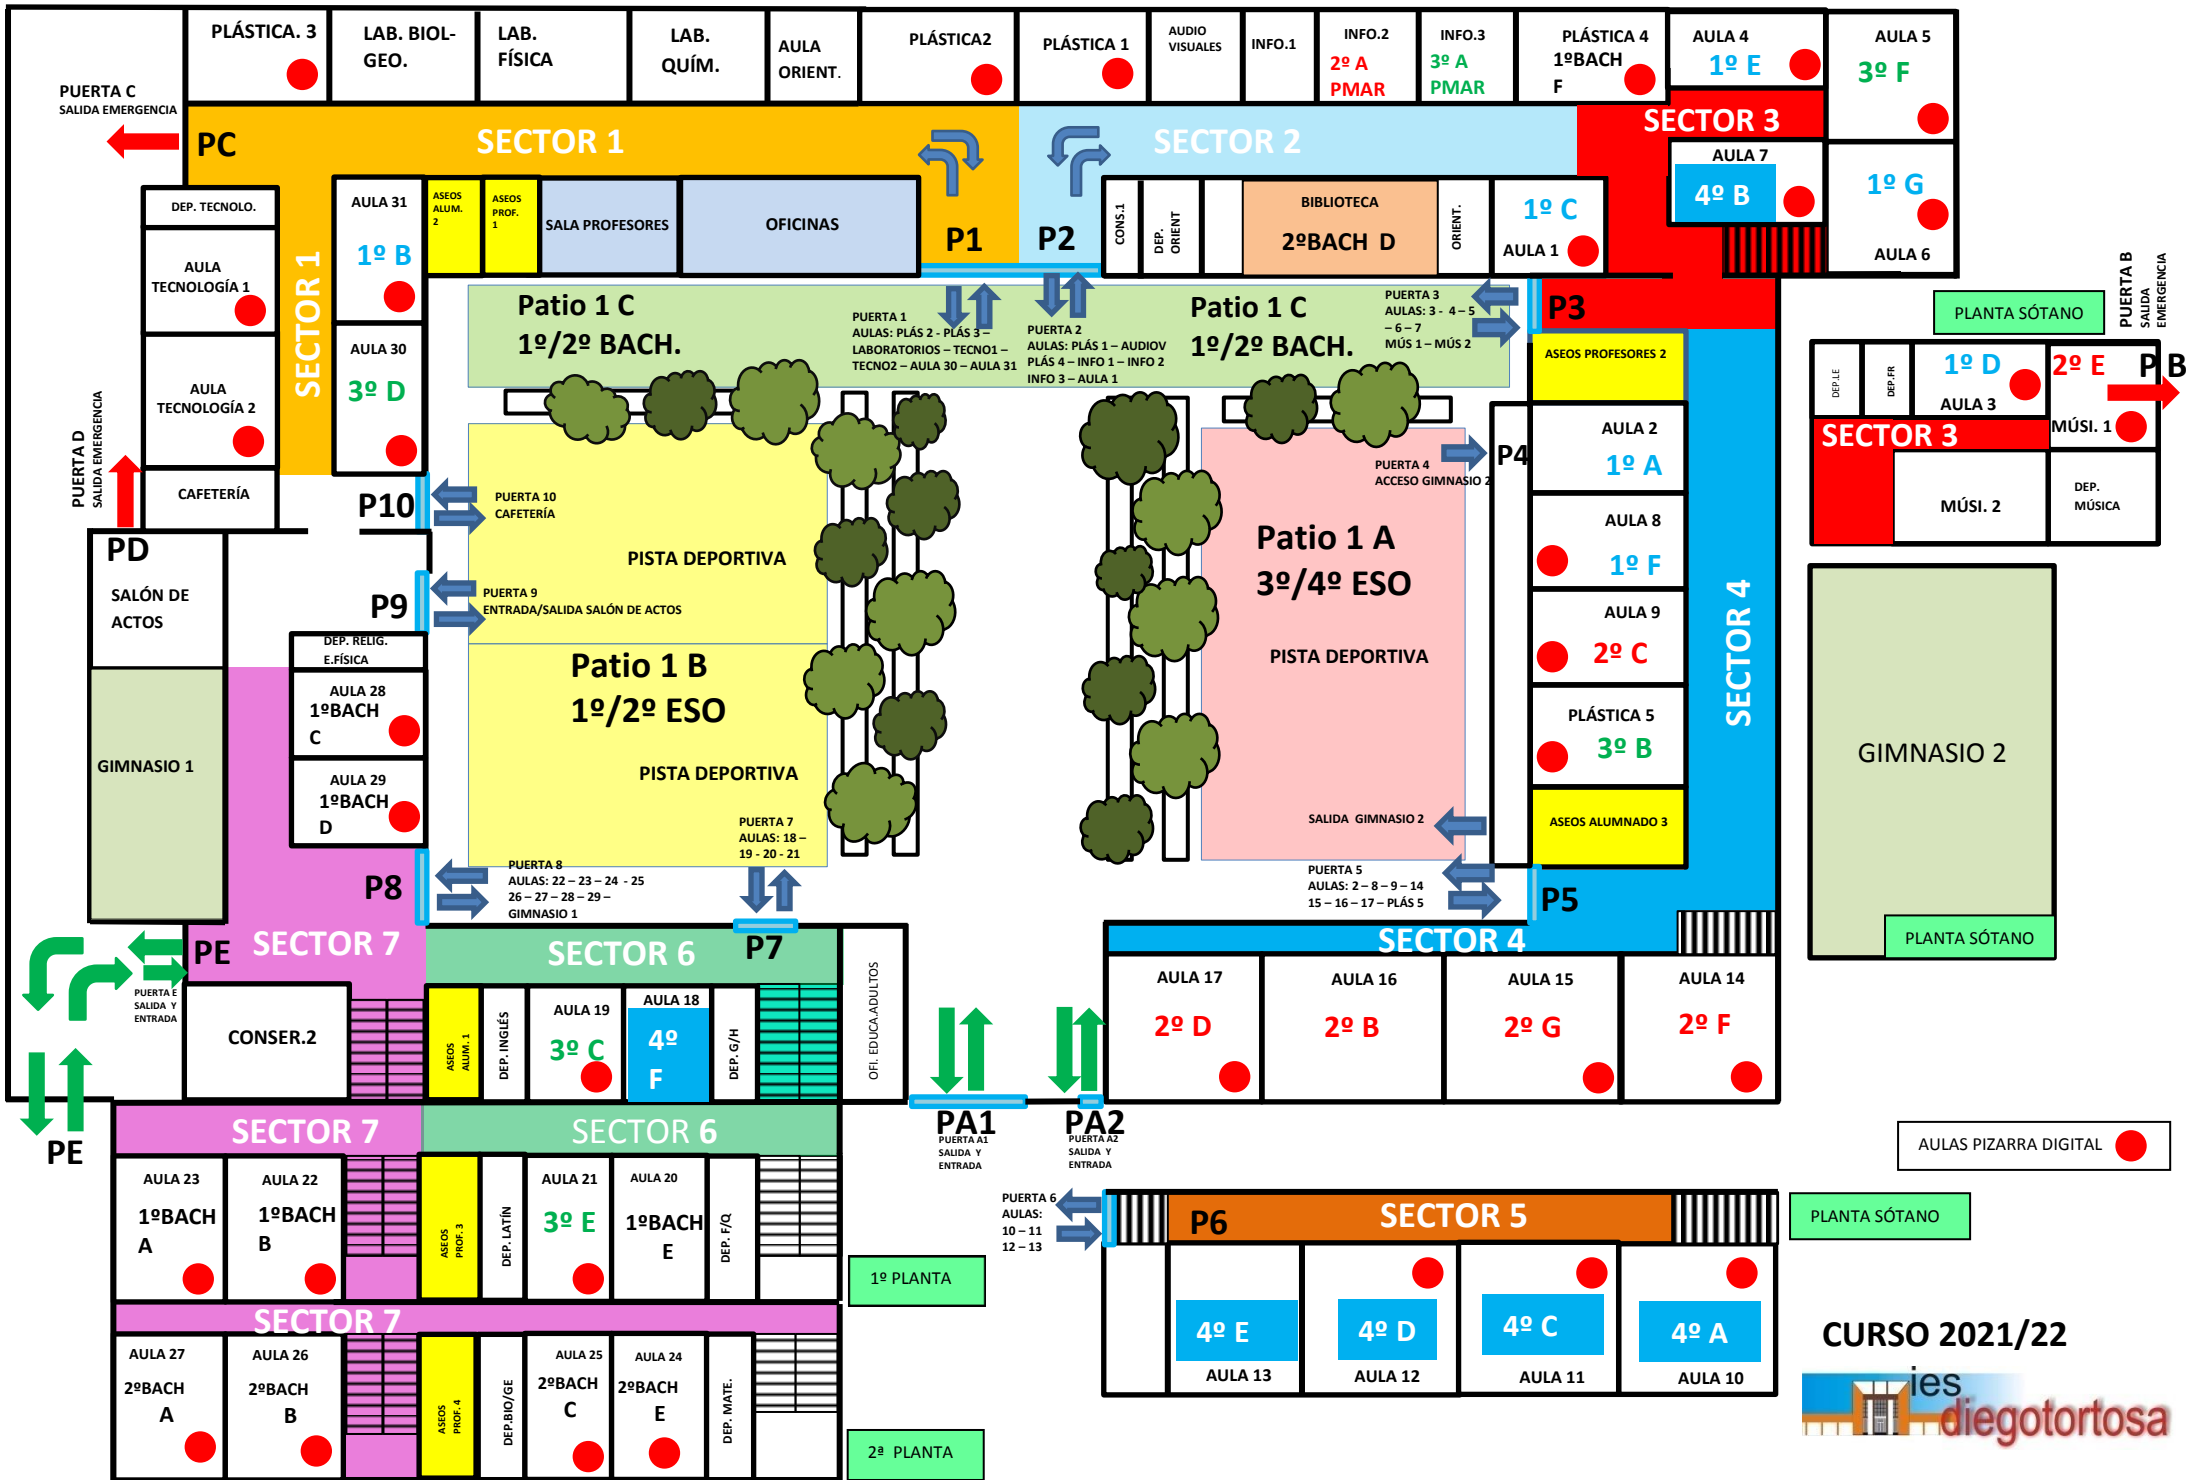 PLÁSTICA. 3
LAB. BIOL-
GEO.
LAB.
FÍSICA
LAB.
QUÍM.
AULA
ORIENT.
PLÁSTICA2
PLÁSTICA 1
AUDIO
VISUALES
INFO.1
INFO.2
2º A
PMAR
INFO.3
3º A
PMAR
PLÁSTICA 4
1ºBACH
F
AULA 4
1º E
AULA 5
3º F
PUERTA C
SALIDA EMERGENCIA
PC
SECTOR 1
SECTOR 2
SECTOR 3
AULA 7
4º B
1º G
AULA 6
DEP. TECNOLO.
AULA
TECNOLOGÍA 1
AULA
TECNOLOGÍA 2
CAFETERÍA
SECTOR 1
AULA 31
1º B
AULA 30
3º D
ASEOS
ALUM.
2
ASEOS
PROF.
1
SALA PROFESORES
OFICINAS
P1
P2
CONS.1
DEP.
ORIENT
BIBLIOTECA
2ºBACH D
ORIENT.
1º C
AULA 1
PUERTA B
SALIDA
EMERGENCIA
PLANTA SÓTANO
Patio 1 C
1º/2º BACH.
PUERTA 1
AULAS: PLÁS 2 - PLÁS 3 –
LABORATORIOS – TECNO1 –
TECNO2 – AULA 30 – AULA 31
PUERTA 2
AULAS: PLÁS 1 – AUDIOV
PLÁS 4 – INFO 1 – INFO 2
INFO 3 – AULA 1
Patio 1 C
1º/2º BACH.
PUERTA 3
AULAS: 3 - 4 – 5
– 6 – 7
MÚS 1 – MÚS 2
P3
ASEOS PROFESORES 2
DEP.LE
DEP.FR
1º D
AULA 3
2º E
P B
MÚSI. 1
SECTOR 3
MÚSI. 2
DEP.
MÚSICA
PUERTA D
SALIDA EMERGENCIA
PD
P10
PUERTA 10
CAFETERÍA
PISTA DEPORTIVA
P9
PUERTA 9
ENTRADA/SALIDA SALÓN DE ACTOS
SALÓN DE
ACTOS
DEP. RELIG.
E.FÍSICA
Patio 1 B
1º/2º ESO
PISTA DEPORTIVA
PUERTA 4
ACCESO GIMNASIO 2
P4
Patio 1 A
3º/4º ESO
PISTA DEPORTIVA
AULA 2
1º A
AULA 8
1º F
AULA 9
2º C
PLÁSTICA 5
3º B
ASEOS ALUMNADO 3
SECTOR 4
GIMNASIO 2
PLANTA SÓTANO
GIMNASIO 1
AULA 28
1ºBACH
C
AULA 29
1ºBACH
D
P8
PUERTA 8
AULAS: 22 – 23 – 24 - 25
26 – 27 – 28 – 29 –
GIMNASIO 1
PUERTA 7
AULAS: 18 –
19 - 20 - 21
SALIDA GIMNASIO 2
PUERTA 5
AULAS: 2 – 8 – 9 – 14
15 – 16 – 17 – PLÁS 5
P5
PE
SECTOR 7
SECTOR 6
P7
SECTOR 4
PUERTA E
SALIDA Y
ENTRADA
CONSER.2
ASEOS
ALUM. 1
DEP. INGLÉS
AULA 19
3º C
AULA 18
4º
F
DEP. G/H
OFI. EDUCA.ADULTOS
AULA 17
2º D
AULA 16
2º B
AULA 15
2º G
AULA 14
2º F
PE
SECTOR 7
SECTOR 6
PA1
PUERTA A1
SALIDA Y
ENTRADA
PA2
PUERTA A2
SALIDA Y
ENTRADA
AULAS PIZARRA DIGITAL
AULA 23
1ºBACH
A
AULA 22
1ºBACH
B
ASEOS
PROF. 3
DEP. LATÍN
AULA 21
3º E
AULA 20
1ºBACH
E
DEP. F/Q
1º PLANTA
PUERTA 6
AULAS:
10 – 11
12 – 13
P6
SECTOR 5
PLANTA SÓTANO
4º E
AULA 13
4º D
AULA 12
4º C
AULA 11
4º A
AULA 10
SECTOR 7
AULA 27
2ºBACH
A
AULA 26
2ºBACH
B
ASEOS
PROF. 4
DEP.BIO/GE
AULA 25
2ºBACH
C
AULA 24
2ºBACH
E
DEP. MATE.
2ª PLANTA
CURSO 2021/22
ies
diegotortosa